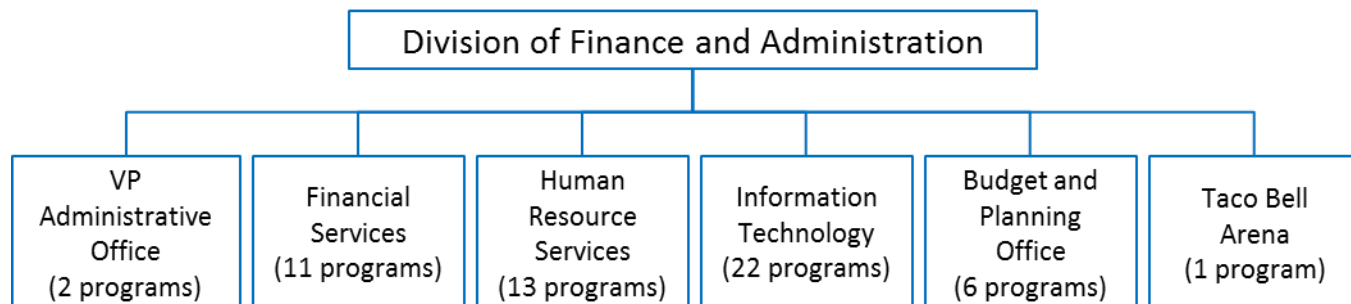 Division of Finance and Administration
VP
Administrative
Office
(2 programs)
Financial
Services
(11 programs)
Human
Resource
Services
(13 programs)
Information
Technology
(22 programs)
Budget and
Planning
Office
(6 programs)
Taco Bell
Arena
(1 program)